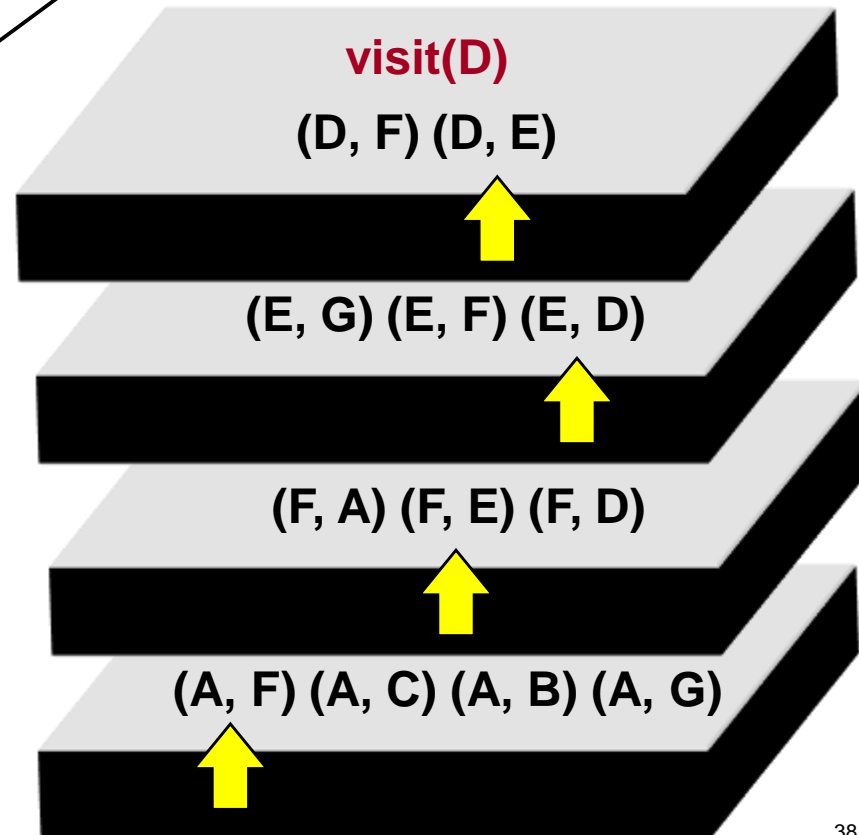 visit(D)
(D, F) (D, E)
(E, G) (E, F) (E, D)
(F, A) (F, E) (F, D)
(A, F) (A, C) (A, B) (A, G)
38